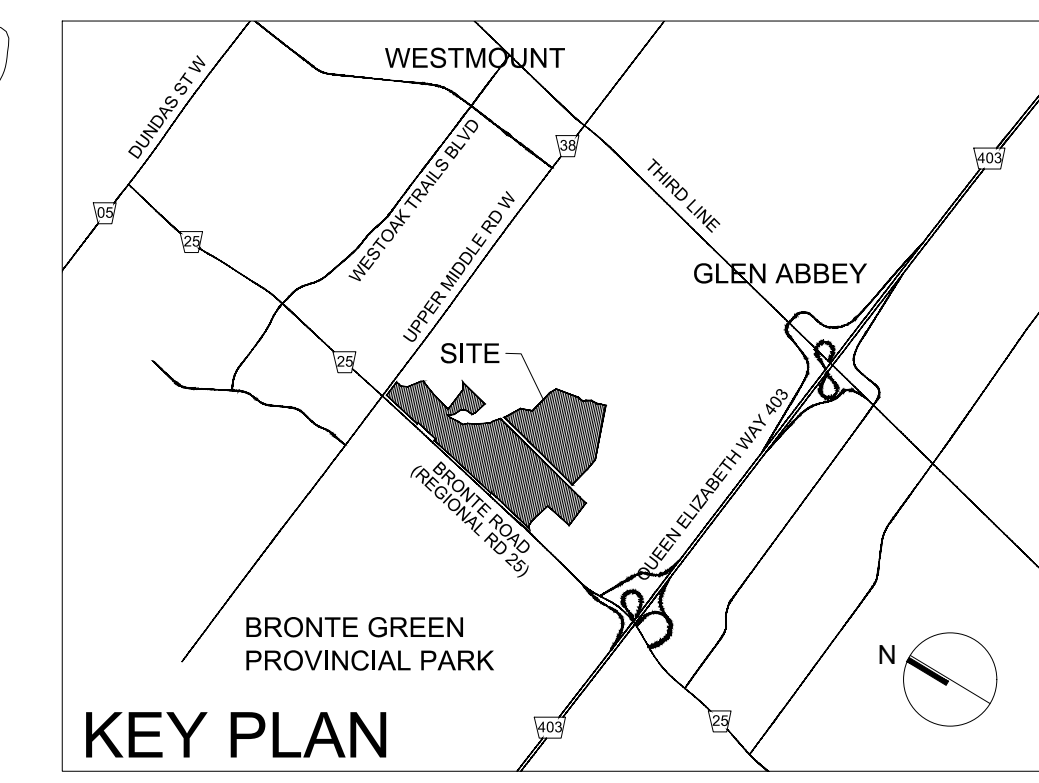 WESTMOUNT
DUNDAS ST W
38
403
WESTOAK TRAILS BLVD
THIRD LINE
05
25
UPPER MIDDLE RD W
GLEN ABBEY
25
SITE
QUEEN ELIZABETH WAY 403
BRONTE ROAD
(REGIONAL RD 25)
BRONTE GREEN
PROVINCIAL PARK
N
KEY PLAN
403
25